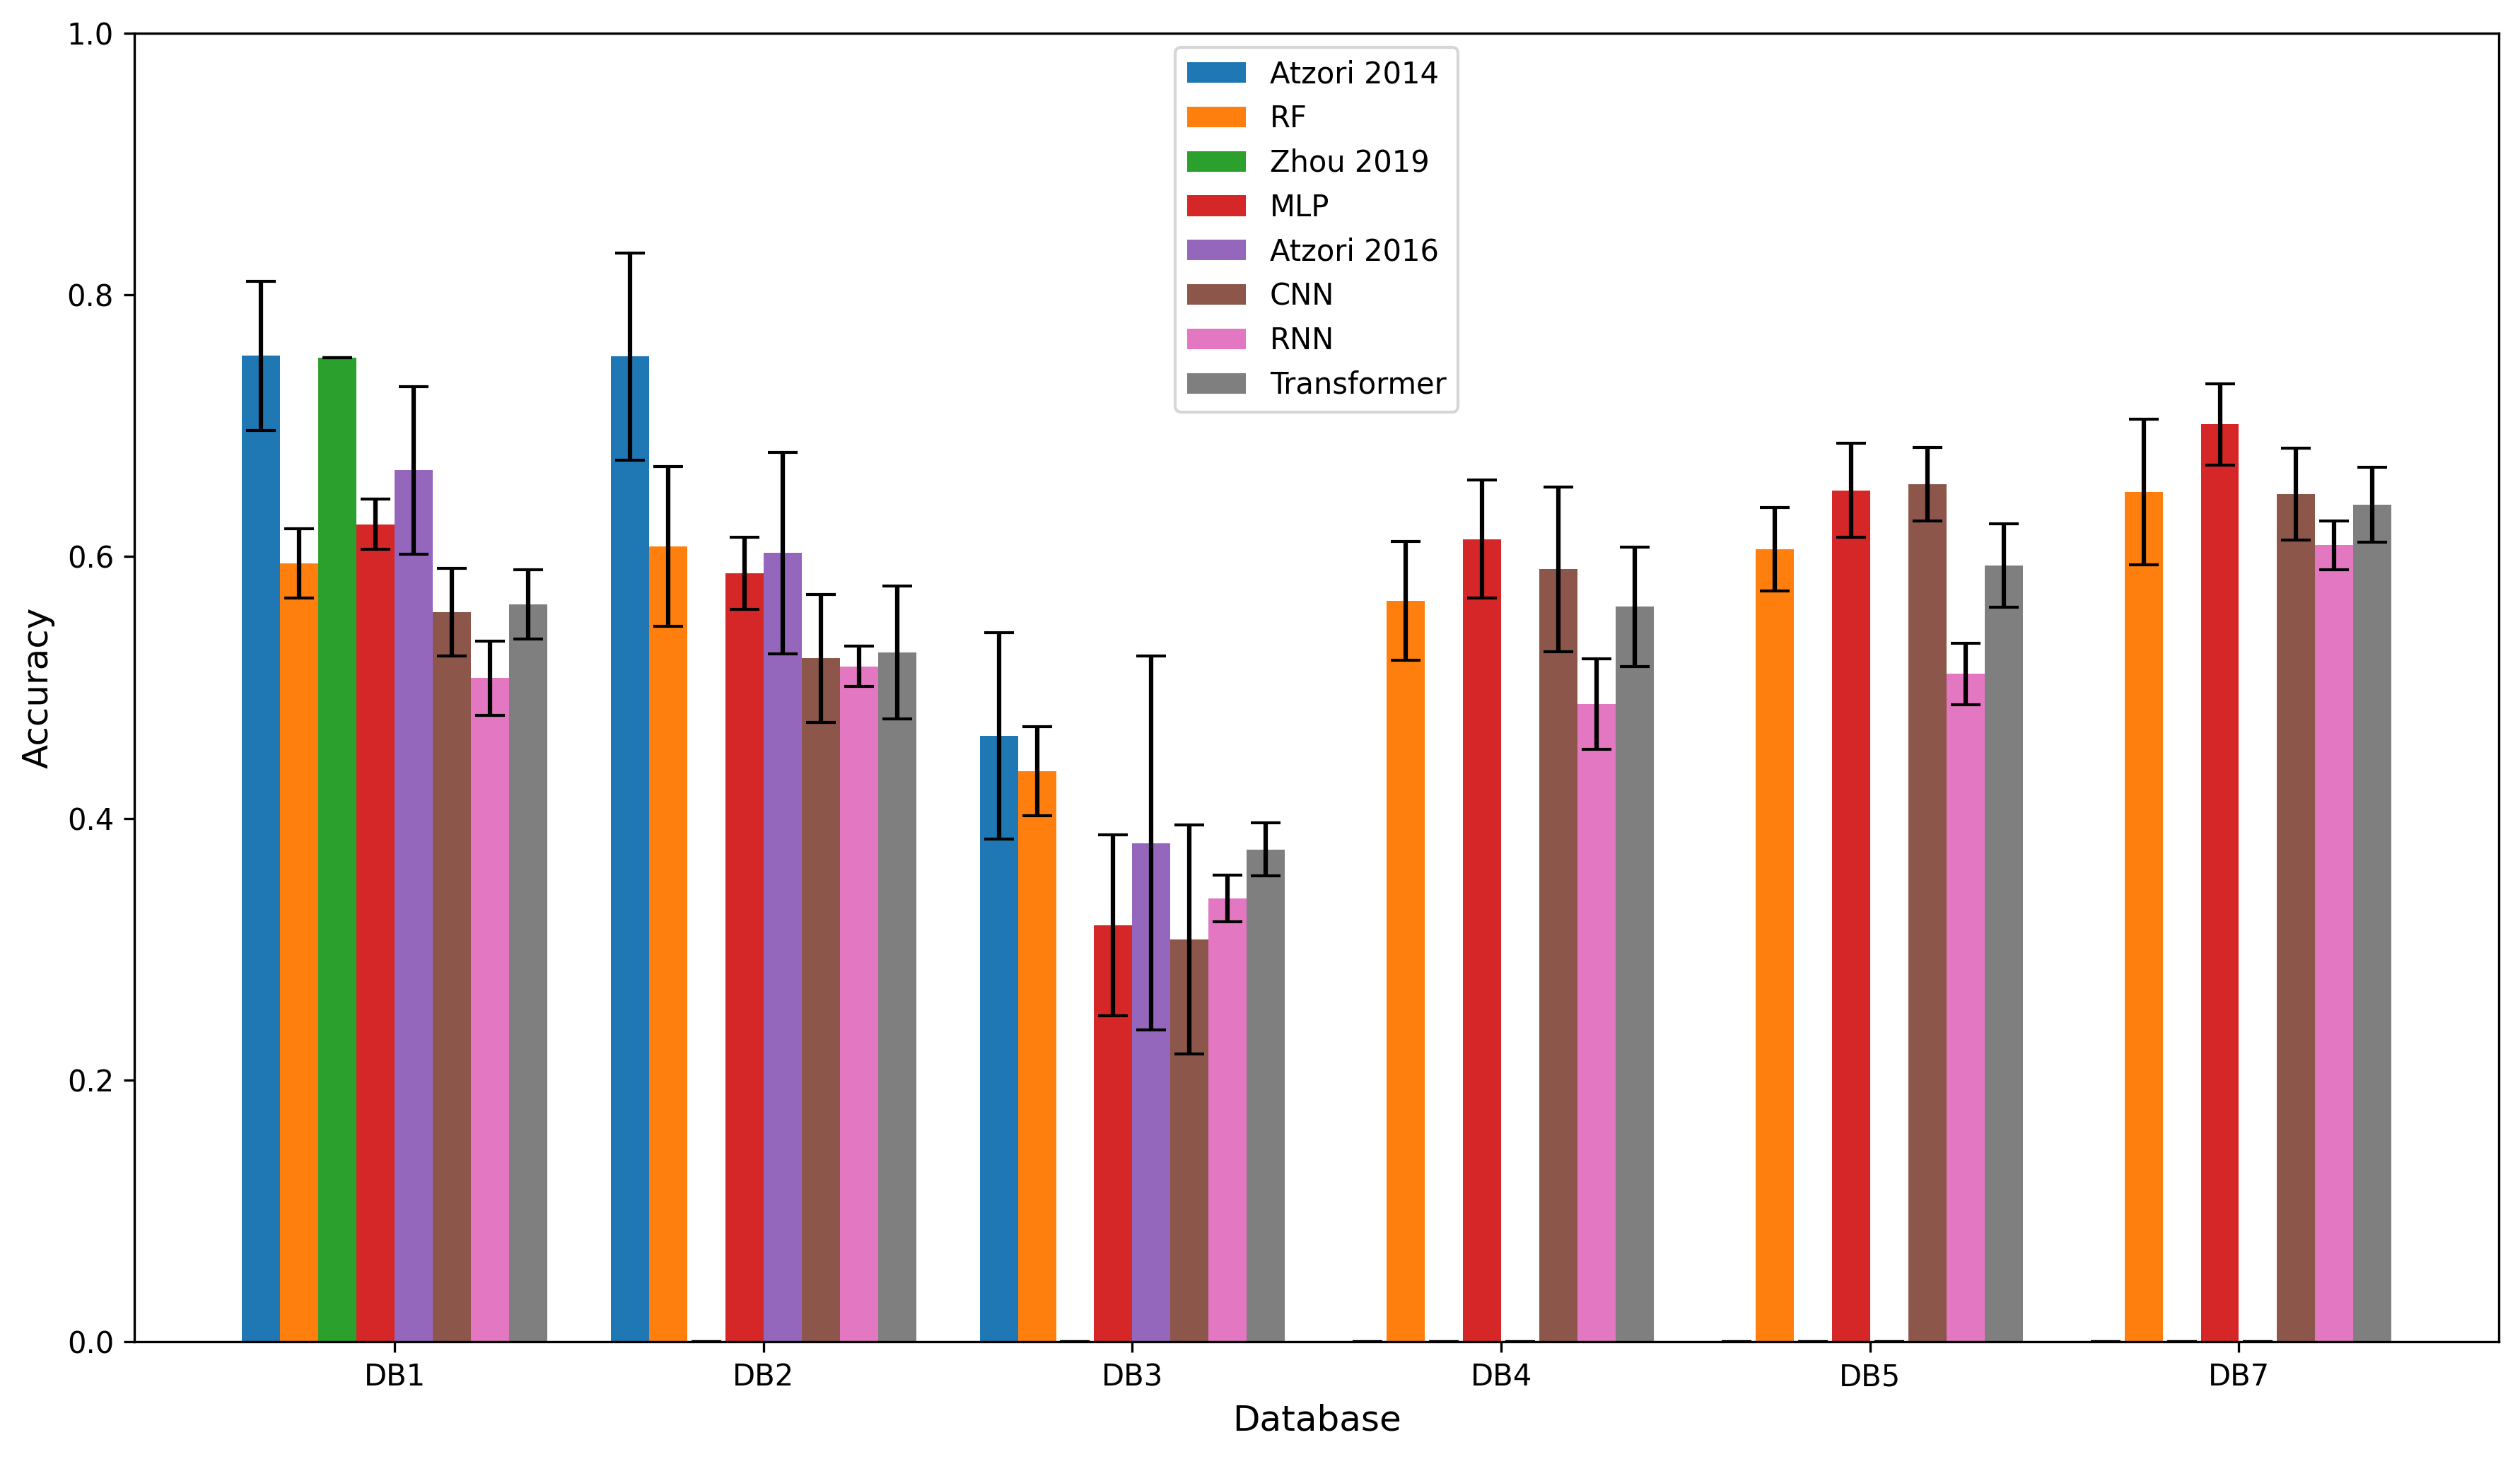 1.0
0.8
0.6
0.4
0.2
0.0
Accuracy
Atzori 2014
RF
Zhou 2019
MLP
Atzori 2016
CNN
RNN
Transformer
DB1 DB2 DB3 DB4 DB5 DB7
Database